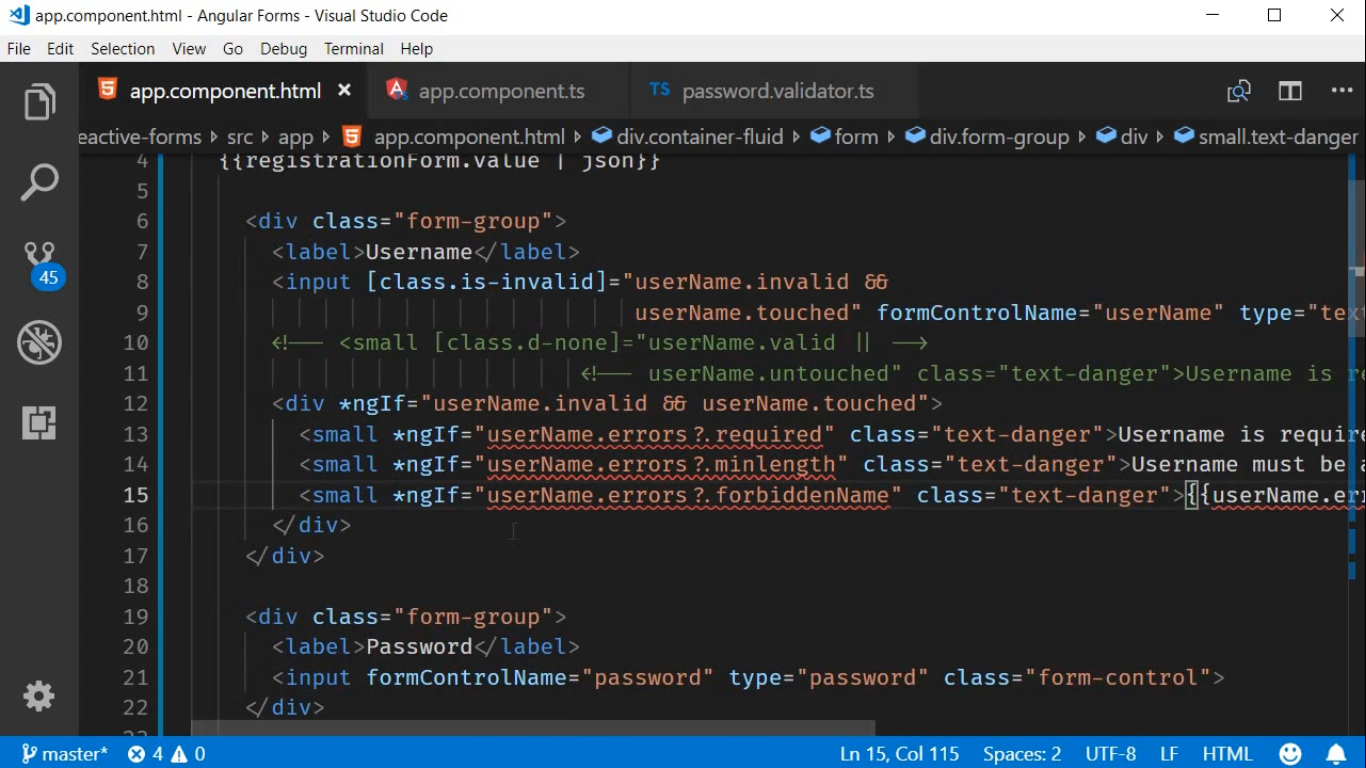 app.component.html - Angular Forms - Visual Studio Code
File Edit Selection View Go Debug Terminal Help
app.component.html × app.component.ts TS password.validator.ts
eactive-forms › src › app › app.component.html › div.container-fluid › form › div.form-group › div › small.text-danger
4 {{registrationForm.value | json}}
5
6 <div class="form-group">
7 <label>Username</label>
8 <input [class.is-invalid]="userName.invalid &&
9 userName.touched" formControlName="userName" type="tex
10 <!-- <small [class.d-none]="userName.valid || -->
11 <!-- userName.untouched" class="text-danger">Username is re
12 <div *ngIf="userName.invalid && userName.touched">
13 <small *ngIf="userName.errors?.required" class="text-danger">Username is require
14 <small *ngIf="userName.errors?.minlength" class="text-danger">Username must be a
15 <small *ngIf="userName.errors?.forbiddenName" class="text-danger">{{userName.err
16 </div>
17 </div>
18
19 <div class="form-group">
20 <label>Password</label>
21 <input formControlName="password" type="password" class="form-control">
22 </div>
45
master* 4 0 Ln 15, Col 115 Spaces: 2 UTF-8 LF HTML